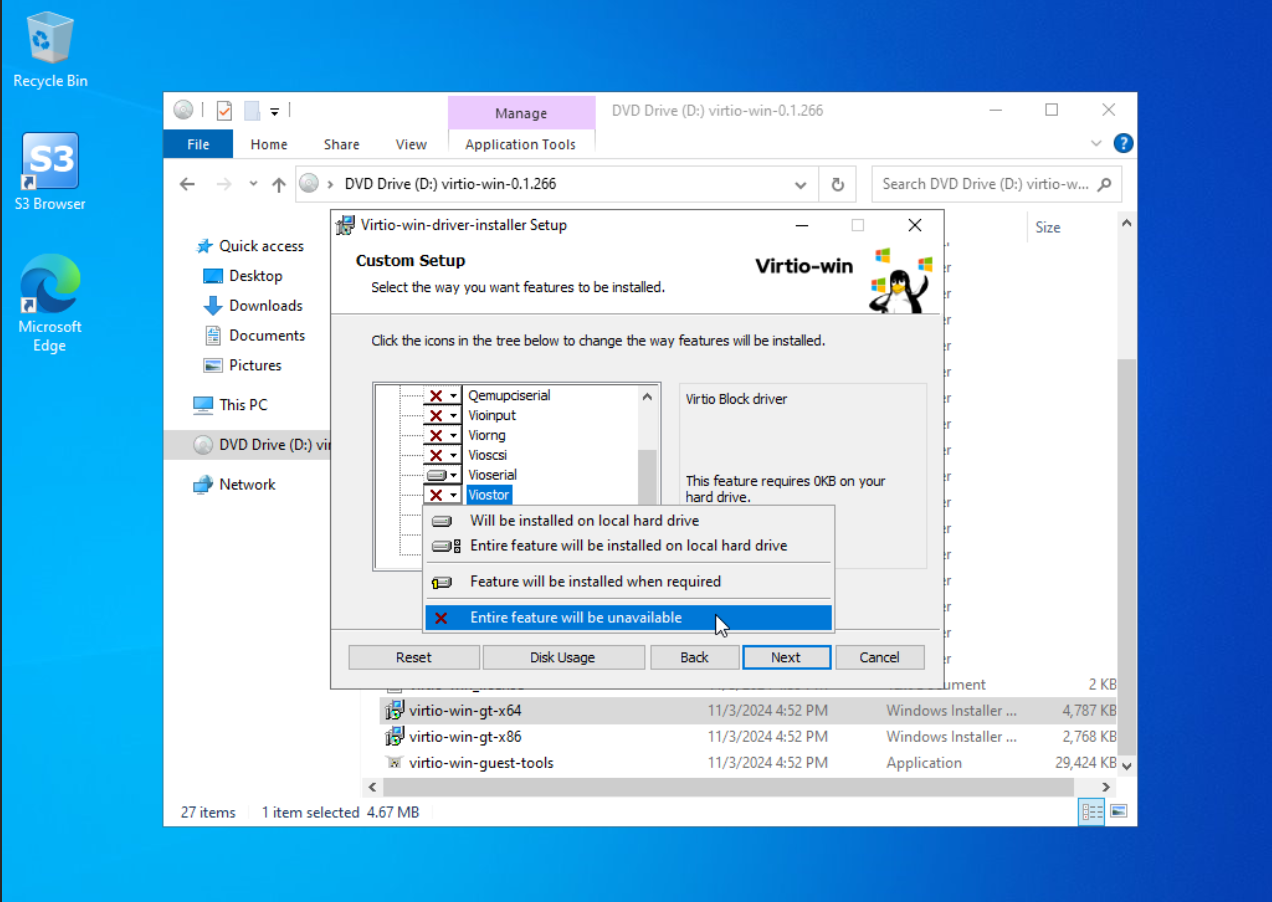 Recycle Bin
S3
S3 Browser
Microsoft
Edge
Manage
DVD Drive (D:) virtio-win-0.1.266
File
Home
Share
View
Application Tools
DVD Drive (D:) virtio-win-0.1.266
Search DVD Drive (D:) virtio-w...
Quick access
Desktop
Downloads
Documents
Pictures
This PC
DVD Drive (D:) vir
Network
Size
Virtio-win-driver-installer Setup
Custom Setup
Select the way you want features to be installed.
Virtio-win
Click the icons in the tree below to change the way features will be installed.
Qemupciserial
Vioinput
Viorng
Vioscsi
Vioserial
Viostor
Virtio Block driver
This feature requires 0KB on your
hard drive.
Will be installed on local hard drive
Entire feature will be installed on local hard drive
Feature will be installed when required
Entire feature will be unavailable
Reset
Disk Usage
Back
Next
Cancel
2 KB
virtio-win-gt-x64 11/3/2024 4:52 PM Windows Installer ... 4,787 KB
virtio-win-gt-x86 11/3/2024 4:52 PM Windows Installer ... 2,768 KB
virtio-win-guest-tools 11/3/2024 4:52 PM Application 29,424 KB
27 items 1 item selected 4.67 MB